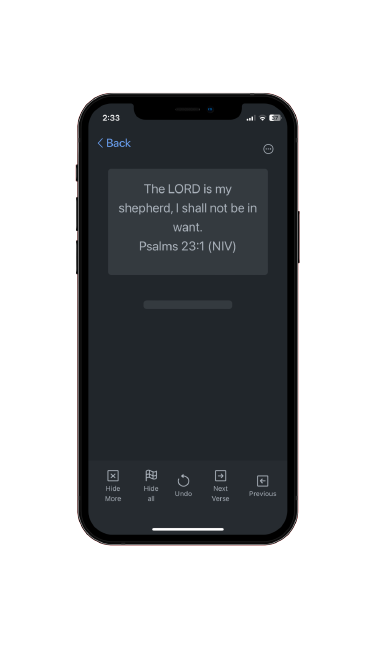 2:33
37
Back
The LORD is my
shepherd, I shall not be in
want.
Psalms 23:1 (NIV)
Hide
More
Hide
all
Undo
Next
Verse
Previous